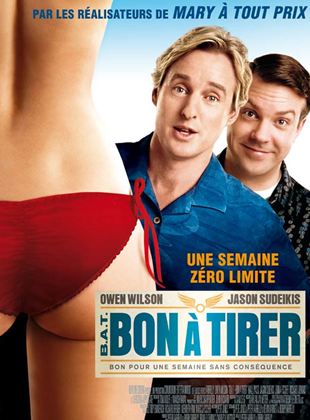 PAR LES RÉALISATEURS DE MARY À TOUT PRIX
UNE SEMAINE
ZÉRO LIMITE
OWEN WILSON JASON SUDEIKIS
B.A.T.
BON À TIRER
BON POUR UNE SEMAINE SANS CONSÉQUENCE